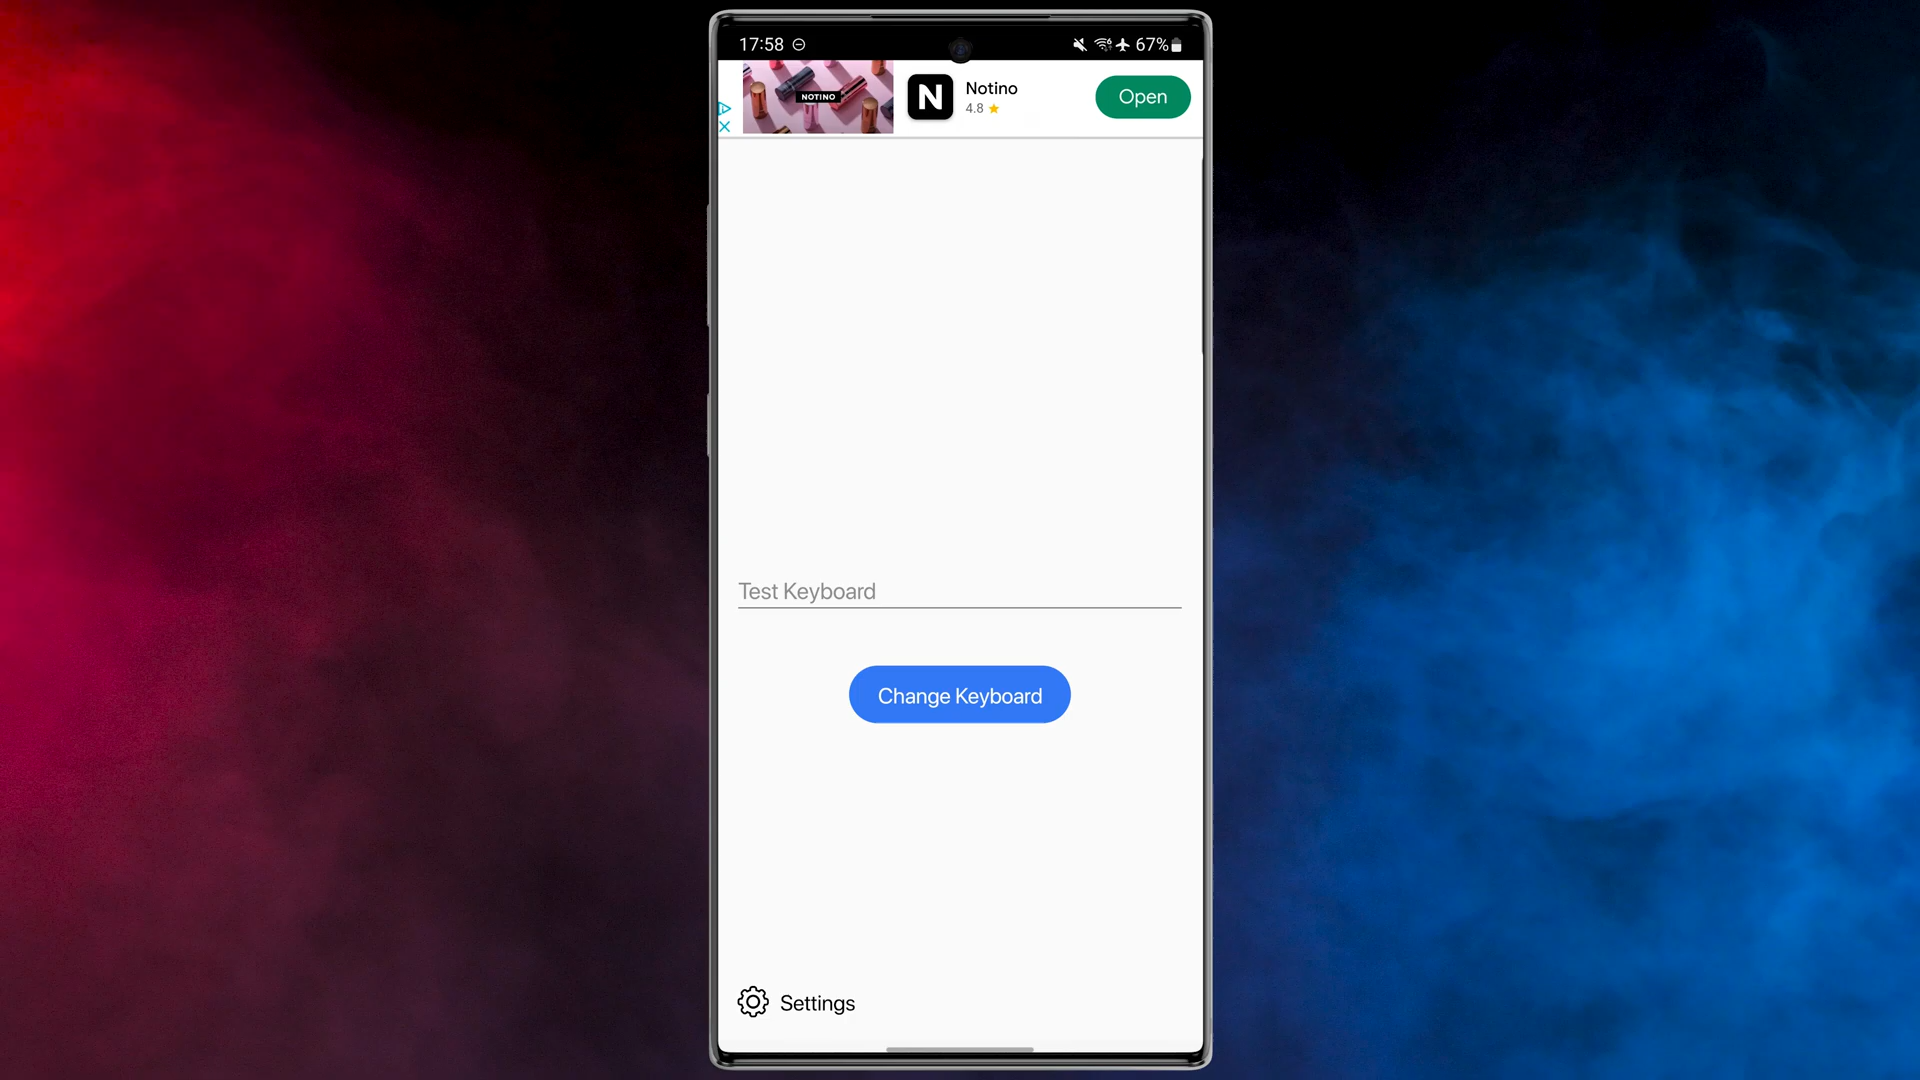 17:58
67%
NOTINO
N
Notino
4.8
Open
Test Keyboard
Change Keyboard
Settings